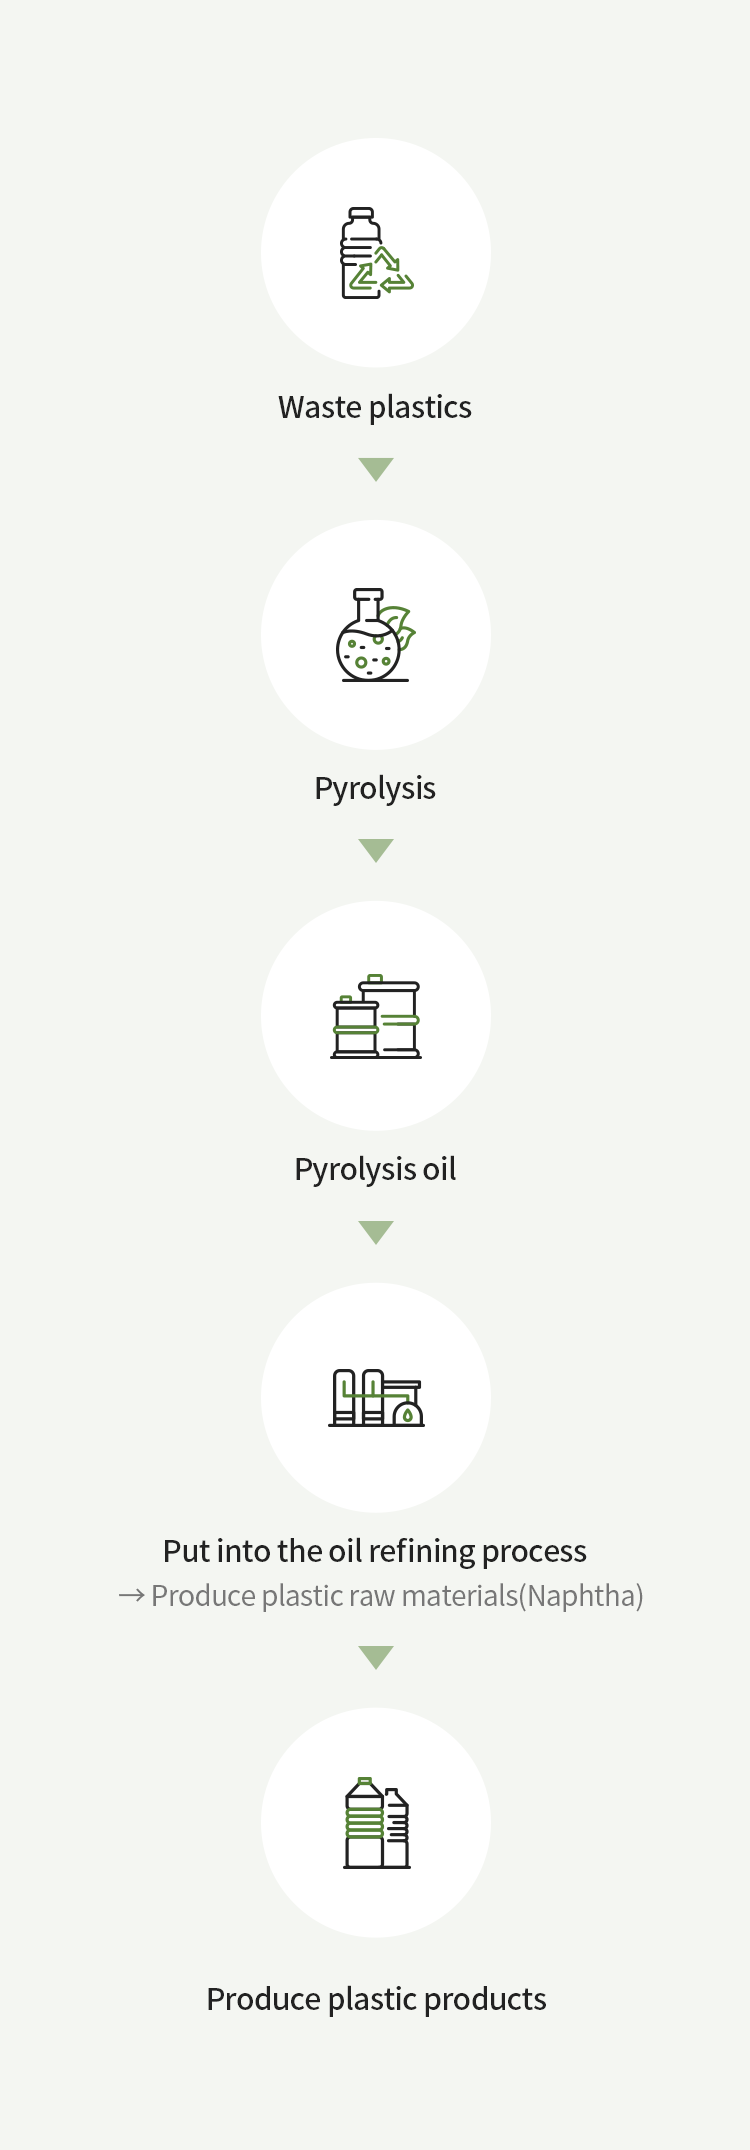 Waste plastics
Pyrolysis
Pyrolysis oil
Put into the oil refining process
→ Produce plastic raw materials(Naphtha)
Produce plastic products